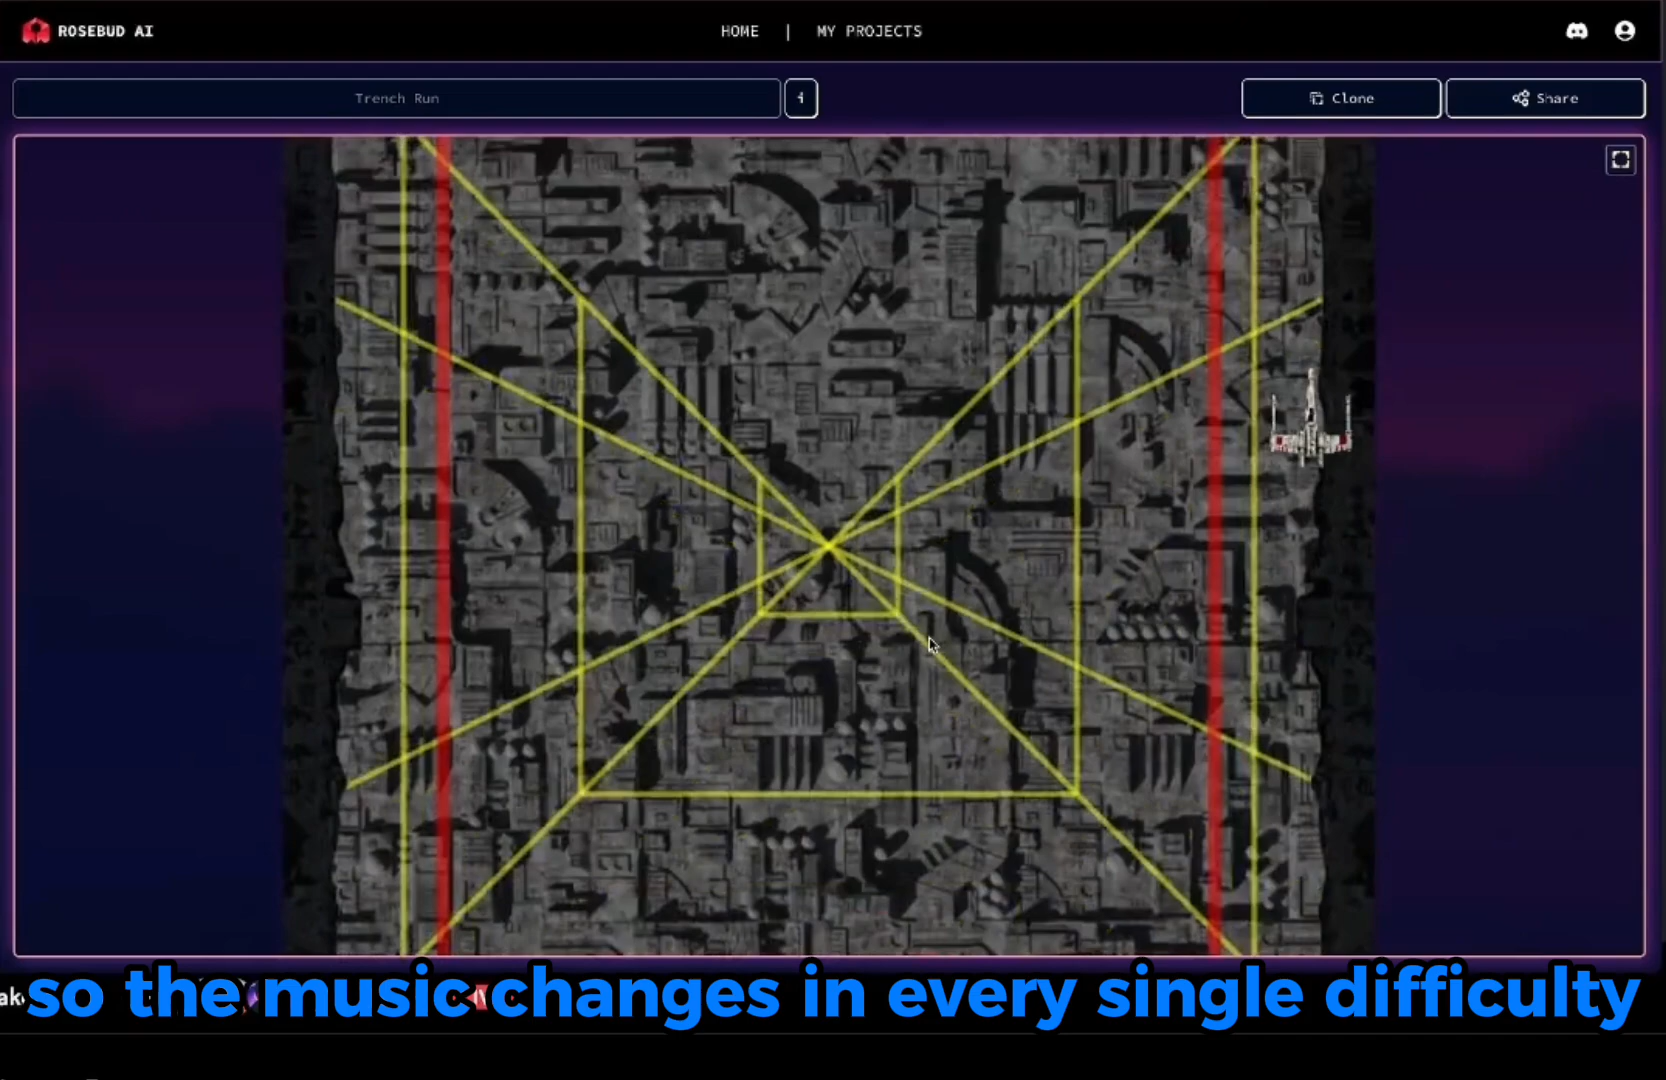 ROSEBUD AI
HOME | MY PROJECTS
Trench Run
i
Clone
Share
so the music changes in every single difficulty